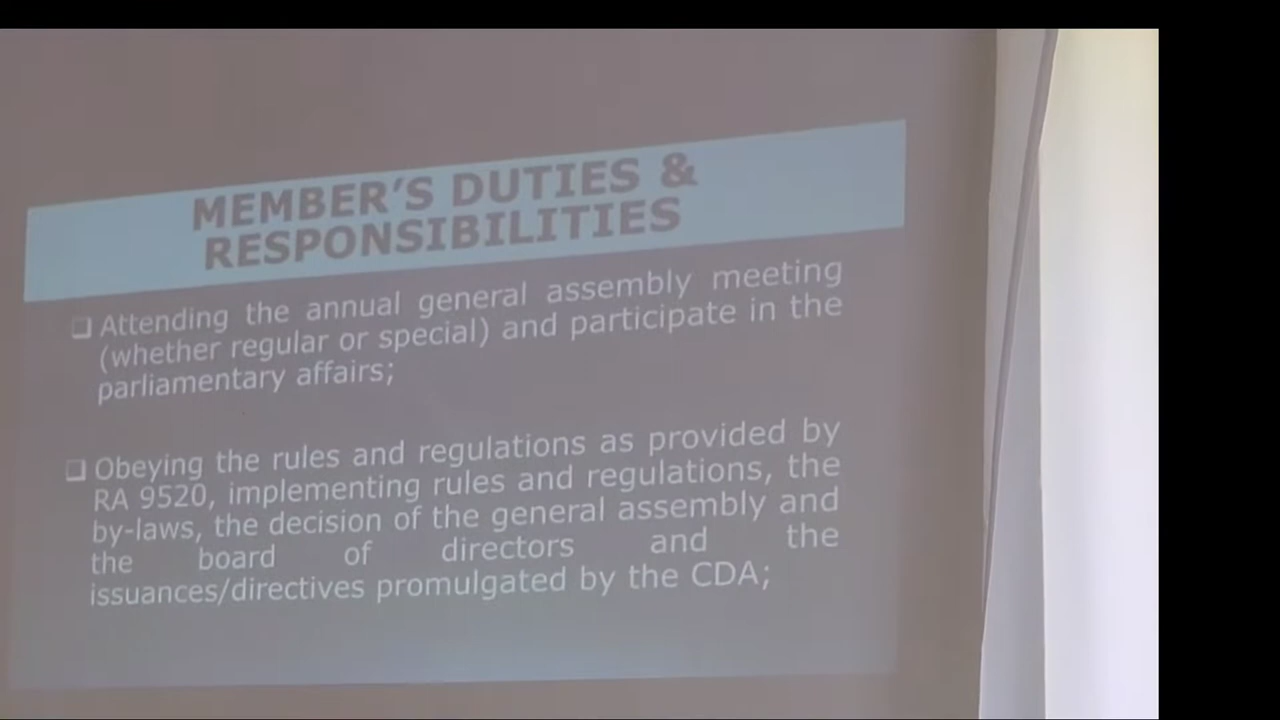 MEMBER'S DUTIES &
RESPONSIBILITIES
❑ Attending the annual general assembly meeting
(whether regular or special) and participate in the
parliamentary affairs;
❑ Obeying the rules and regulations as provided by
RA 9520, implementing rules and regulations, the
by-laws, the decision of the general assembly and
the board of directors and the
issuances/directives promulgated by the CDA;